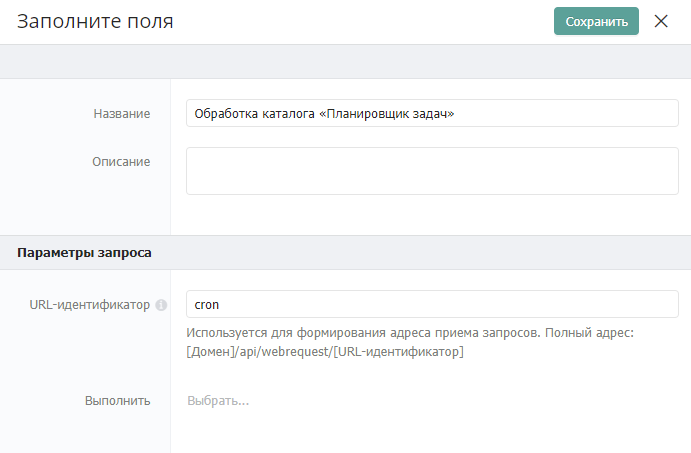 Заполните поля
Сохранить
Название
Обработка каталога «Планировщик задач»
Описание
Параметры запроса
URL-идентификатор
cron
Используется для формирования адреса приема запросов. Полный адрес:
[Домен]/api/webrequest/[URL-идентификатор]
Выполнить
Выбрать...